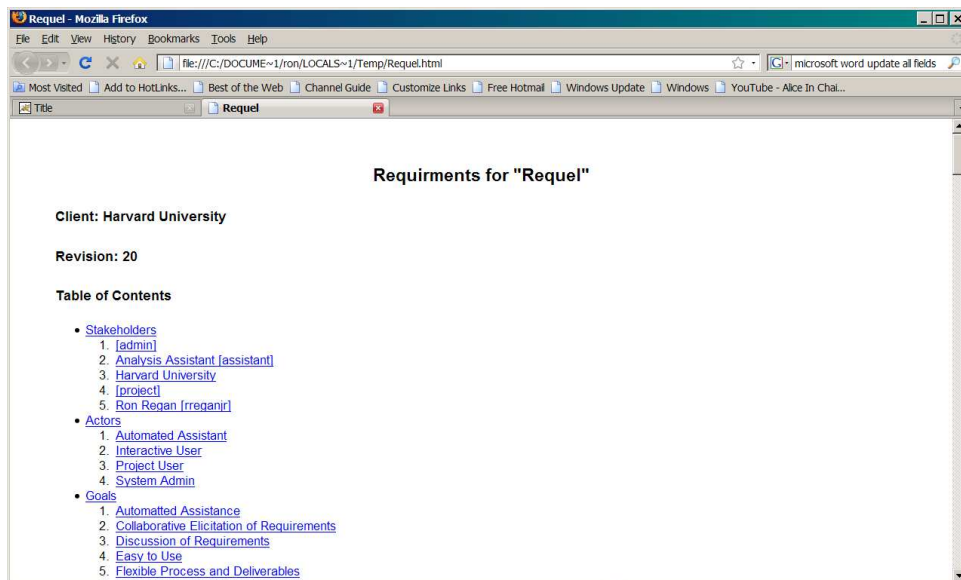 Requel - Mozilla Firefox
File Edit View History Bookmarks Tools Help
file:///C:/DOCUME~1/ron/LOCALS~1/Temp/Requel.html
microsoft word update all fields
Most Visited Add to HotLinks... Best of the Web Channel Guide Customize Links Free Hotmail Windows Update Windows YouTube - Alice In Chai...
Title Requel
Requirments for "Requel"
Client: Harvard University
Revision: 20
Table of Contents
• Stakeholders
1. [admin]
2. Analysis Assistant [assistant]
3. Harvard University
4. [project]
5. Ron Regan [rreganjr]
• Actors
1. Automated Assistant
2. Interactive User
3. Project User
4. System Admin
• Goals
1. Automatted Assistance
2. Collaborative Elicitation of Requirements
3. Discussion of Requirements
4. Easy to Use
5. Flexible Process and Deliverables